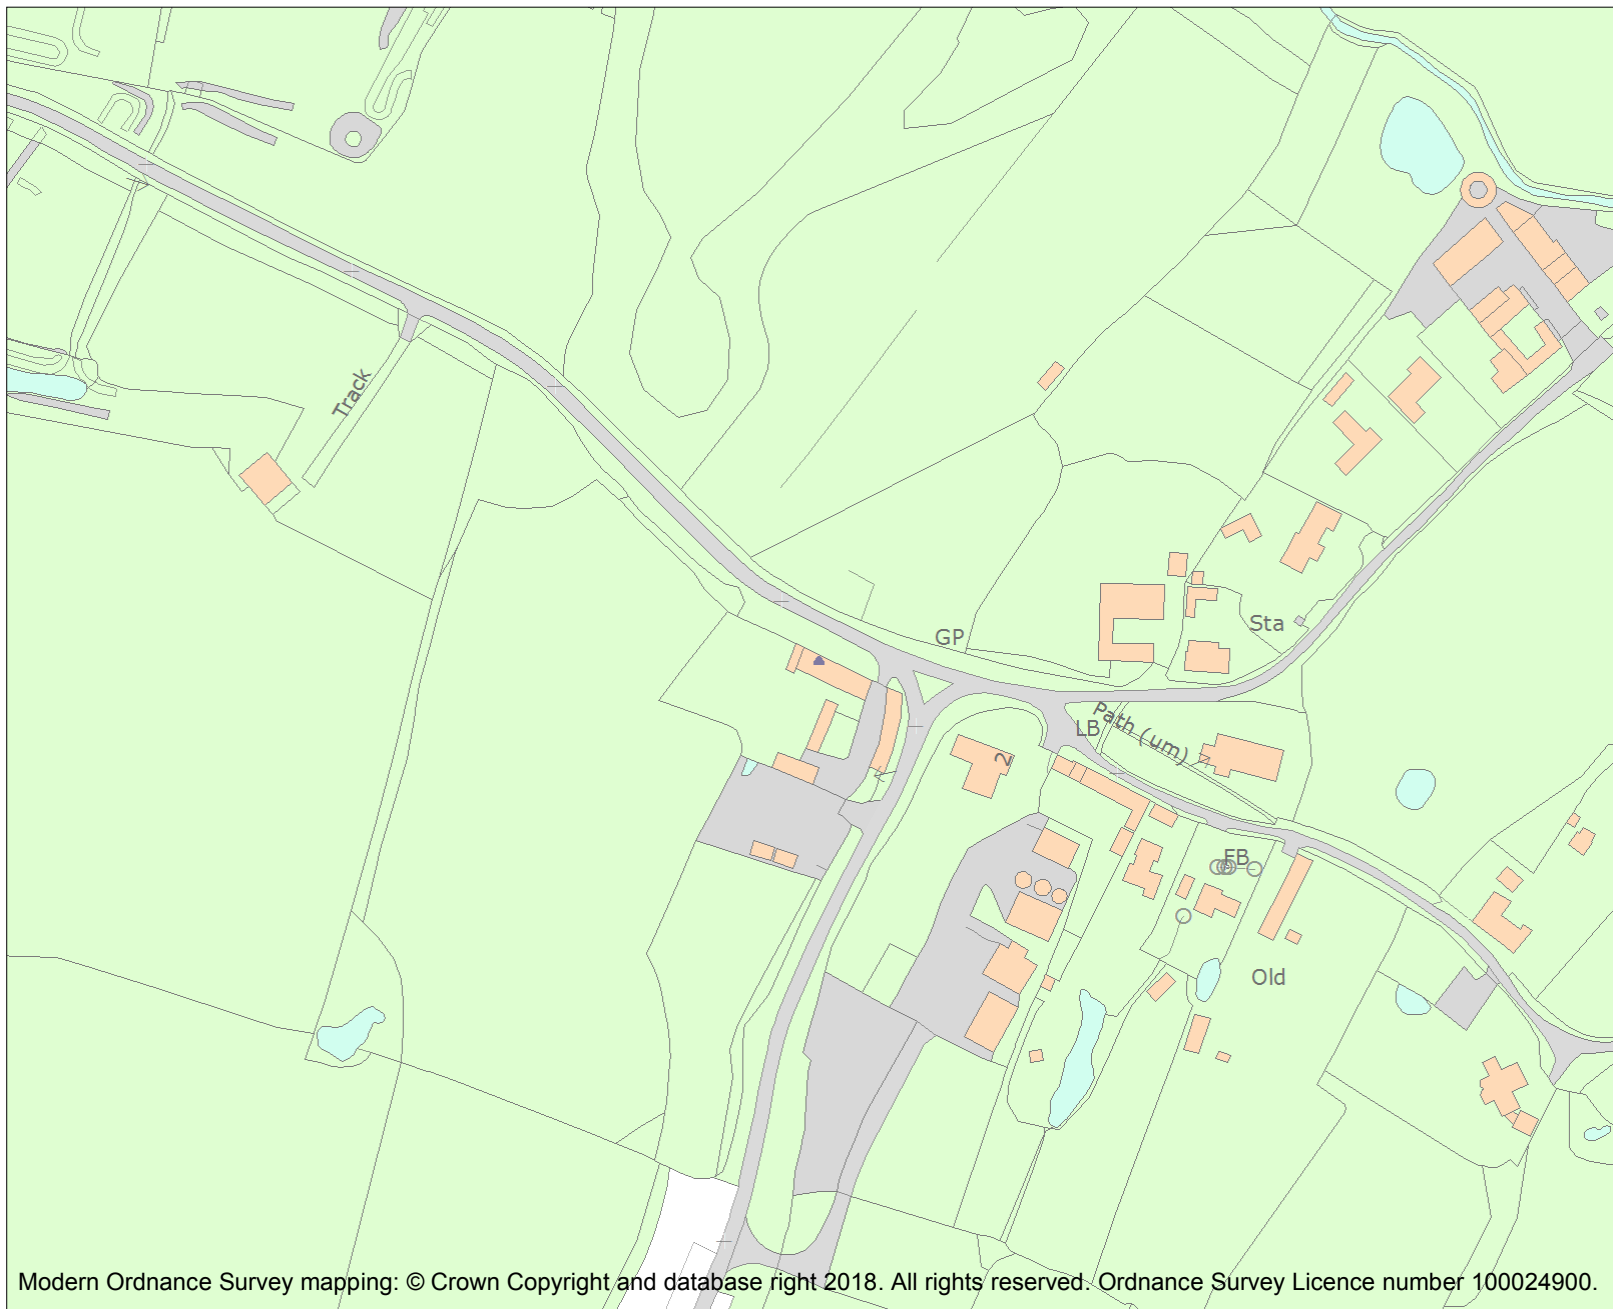 Track
GP
Sta
Path (um)
LB
2
FB
Old
Modern Ordnance Survey mapping: © Crown Copyright and database right 2018. All rights reserved. Ordnance Survey Licence number 100024900.